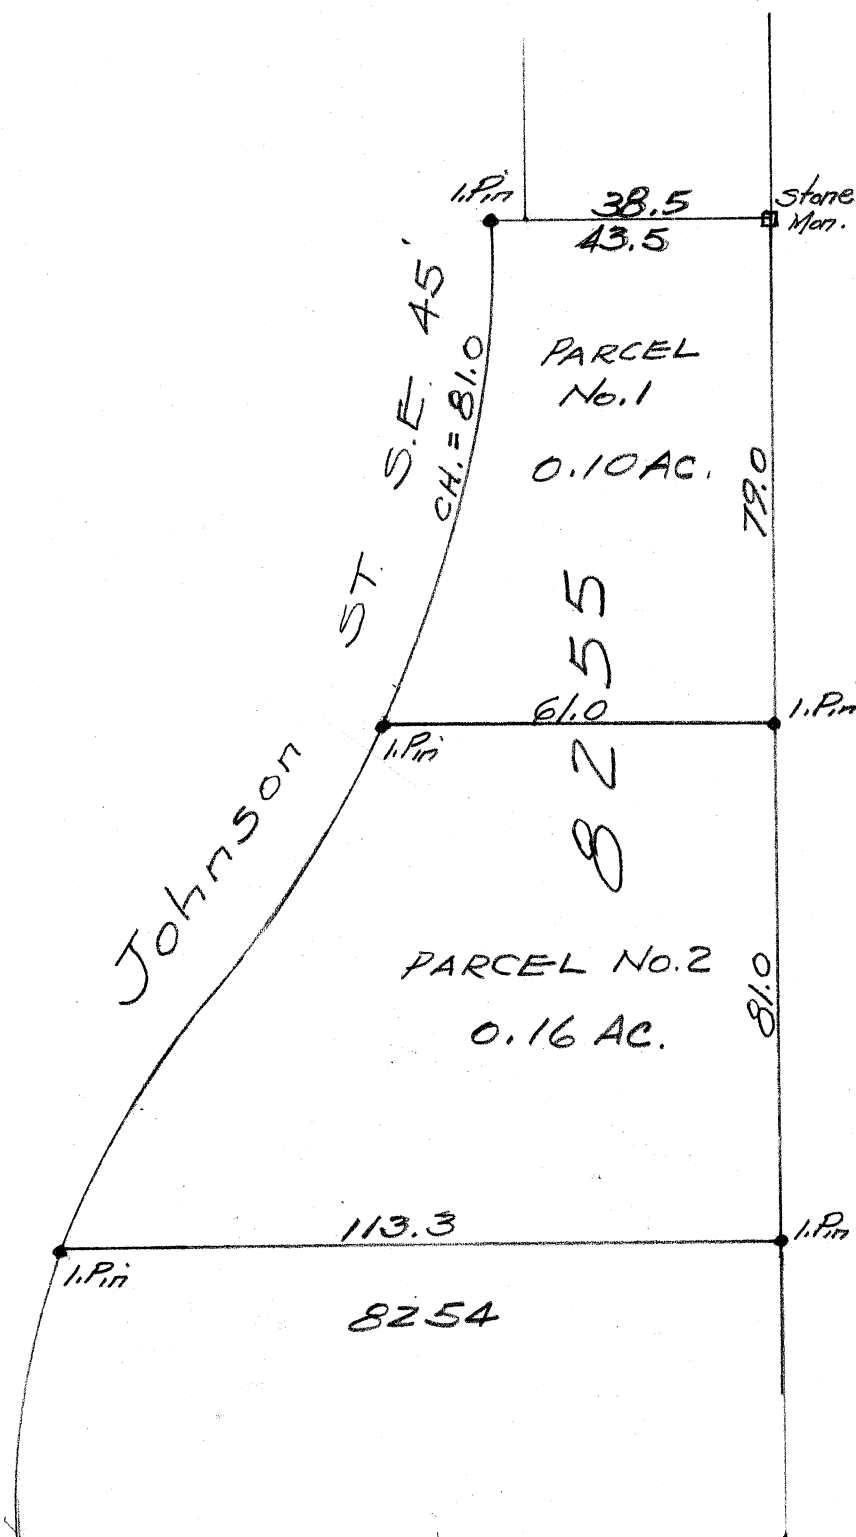 I.Pin
38.5
Stone
Mon.
43.5
Johnson ST. S.E. 45'
CH. = 81.0
PARCEL
No.1
0.10 AC.
79.0
8255
61.0
I.Pin
I.Pin
PARCEL No.2
0.16 AC.
81.0
113.3
I.Pin
I.Pin
8254